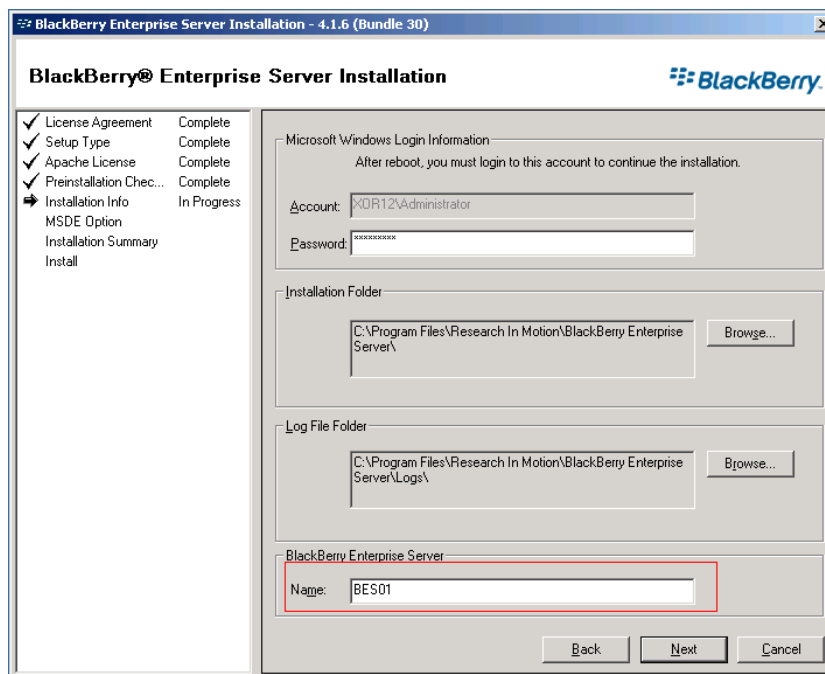 BlackBerry Enterprise Server Installation - 4.1.6 (Bundle 30)
BlackBerry® Enterprise Server Installation
BlackBerry.
License Agreement Complete
Setup Type Complete
Apache License Complete
Preinstallation Chec... Complete
Installation Info In Progress
MSDE Option
Installation Summary
Install
Microsoft Windows Login Information
After reboot, you must login to this account to continue the installation.
Account: XOR12\Administrator
Password: *********
Installation Folder
C:\Program Files\Research In Motion\BlackBerry Enterprise
Server\
Browse...
Log File Folder
C:\Program Files\Research In Motion\BlackBerry Enterprise
Server\Logs\
Browse...
BlackBerry Enterprise Server
Name: BES01
Back Next Cancel